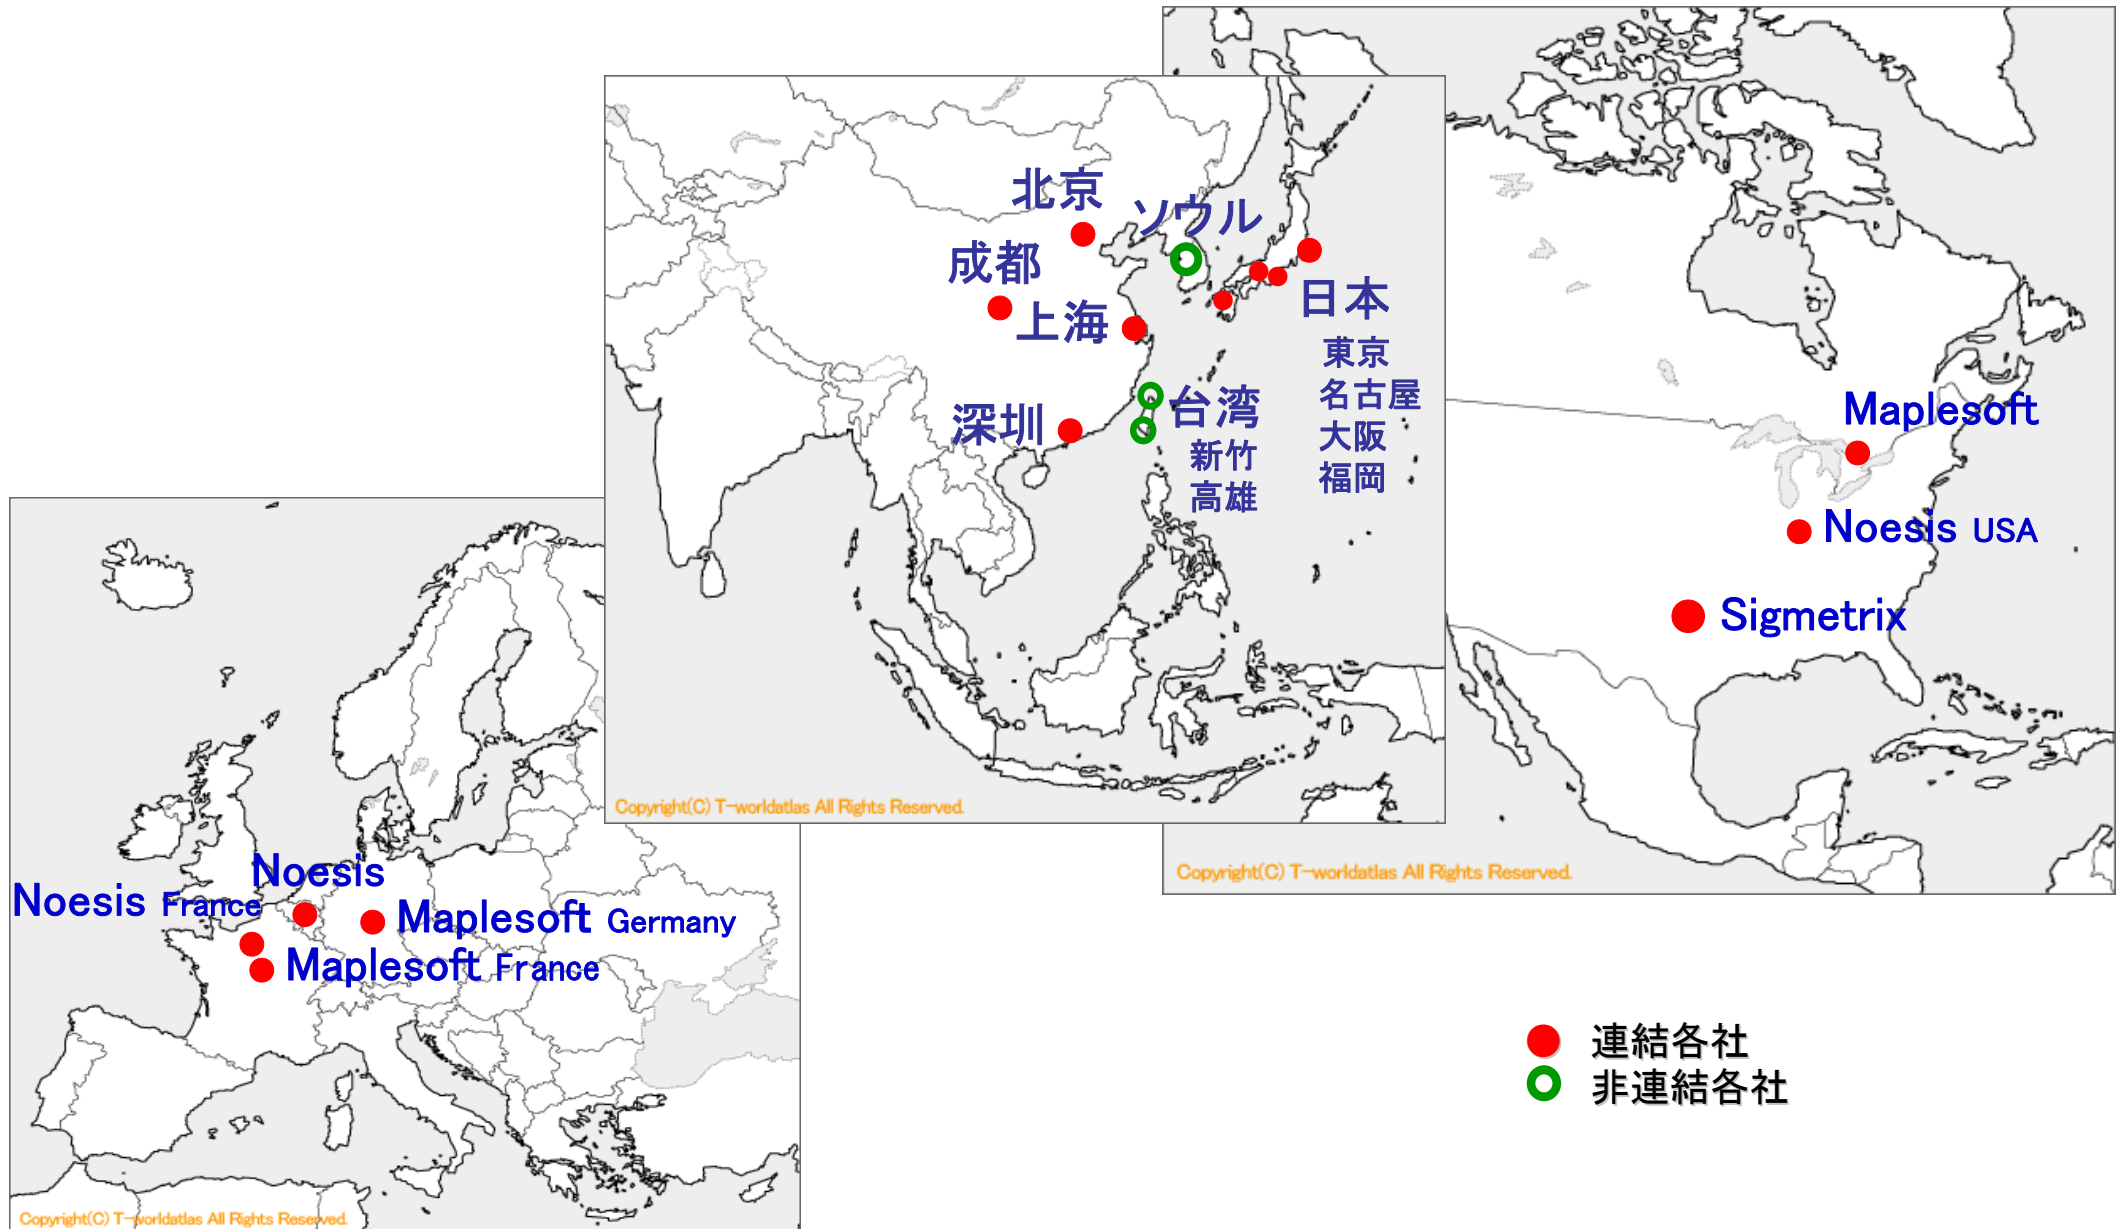 北京
ソウル
成都
上海
日本
東京
名古屋
大阪
福岡
深圳
台湾
新竹
高雄
Copyright(C) T-worldatlas All Rights Reserved.
Maplesoft
Noesis USA
Sigmetrix
Copyright(C) T-worldatlas All Rights Reserved.
Noesis
Noesis France
Maplesoft Germany
Maplesoft France
Copyright(C) T-worldatlas All Rights Reserved.
連結各社
非連結各社